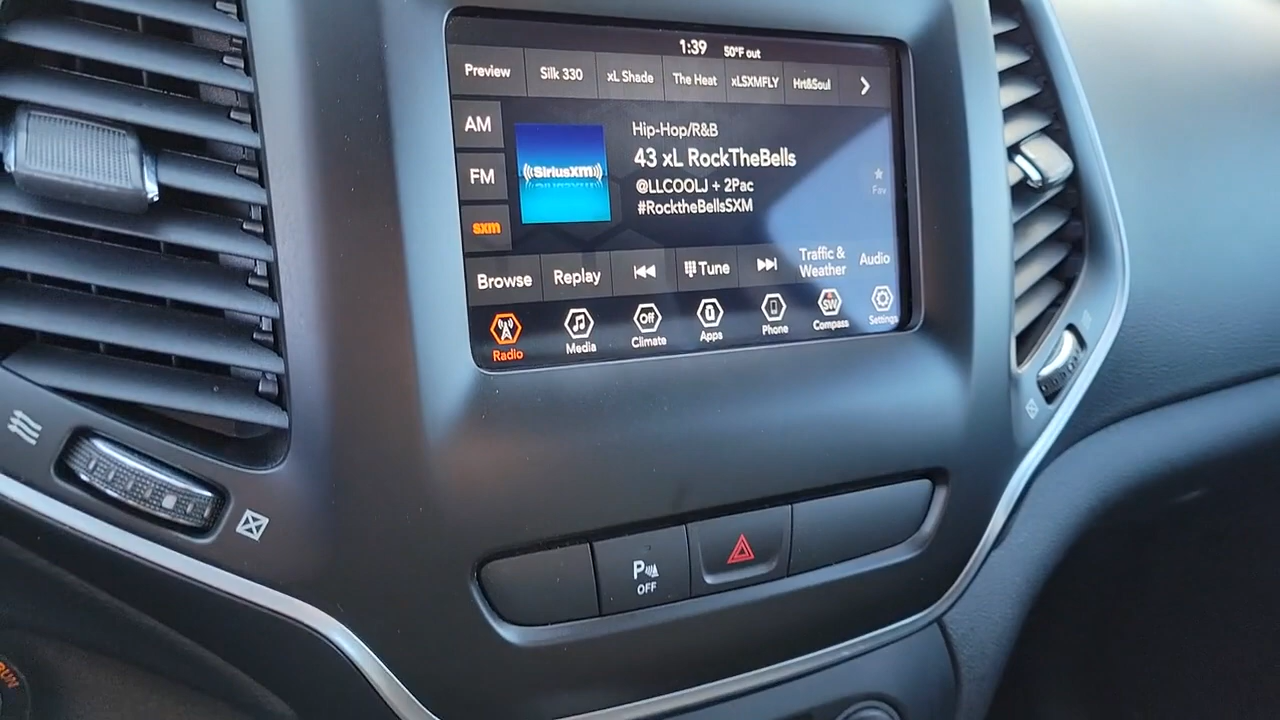 1:39 50°F out
Preview Silk 330 xL Shade The Heat xLSXMFLY Hrt&Soul
AM
FM
sxm
((SiriusXM))
Hip-Hop/R&B
43 xL RockTheBells
@LLCOOLJ + 2Pac
#RocktheBellsSXM
Fav
Browse Replay Tune Traffic & Weather Audio
Radio Media Off Climate Apps Phone SW Compass Settings
P
OFF
RUN